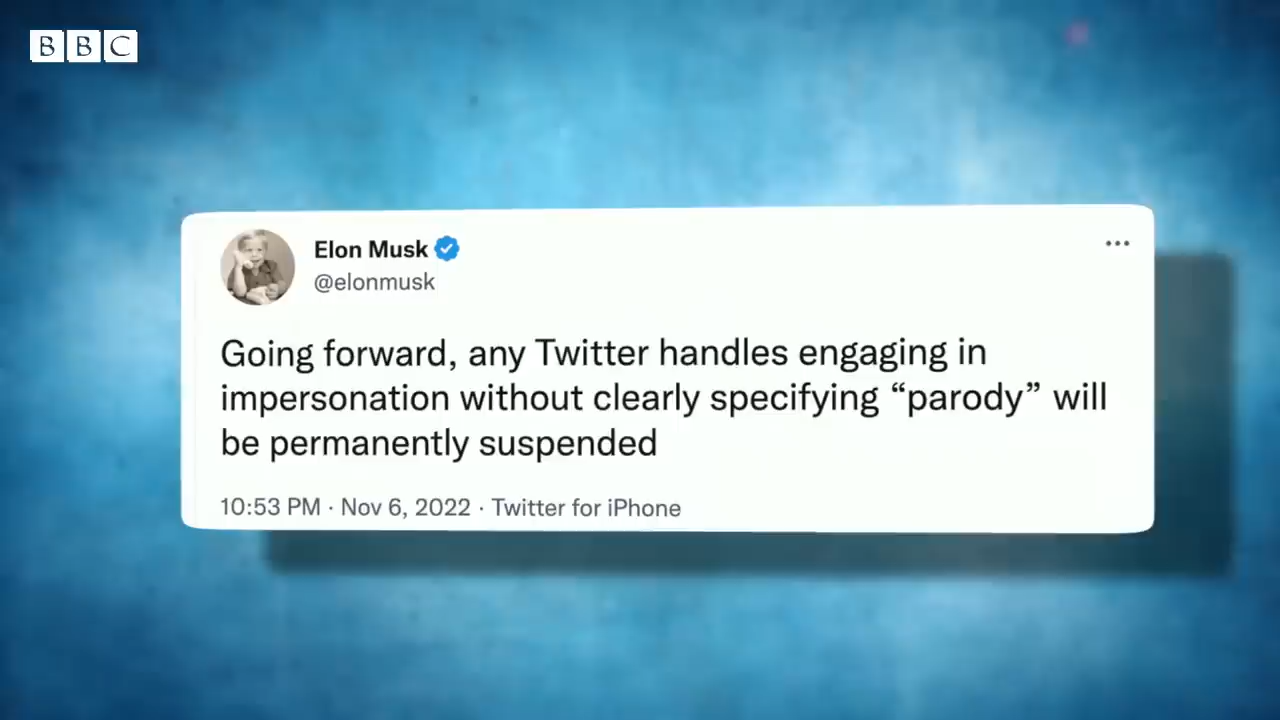 BBC
Elon Musk
@elonmusk
Going forward, any Twitter handles engaging in
impersonation without clearly specifying “parody” will
be permanently suspended
10:53 PM · Nov 6, 2022 · Twitter for iPhone